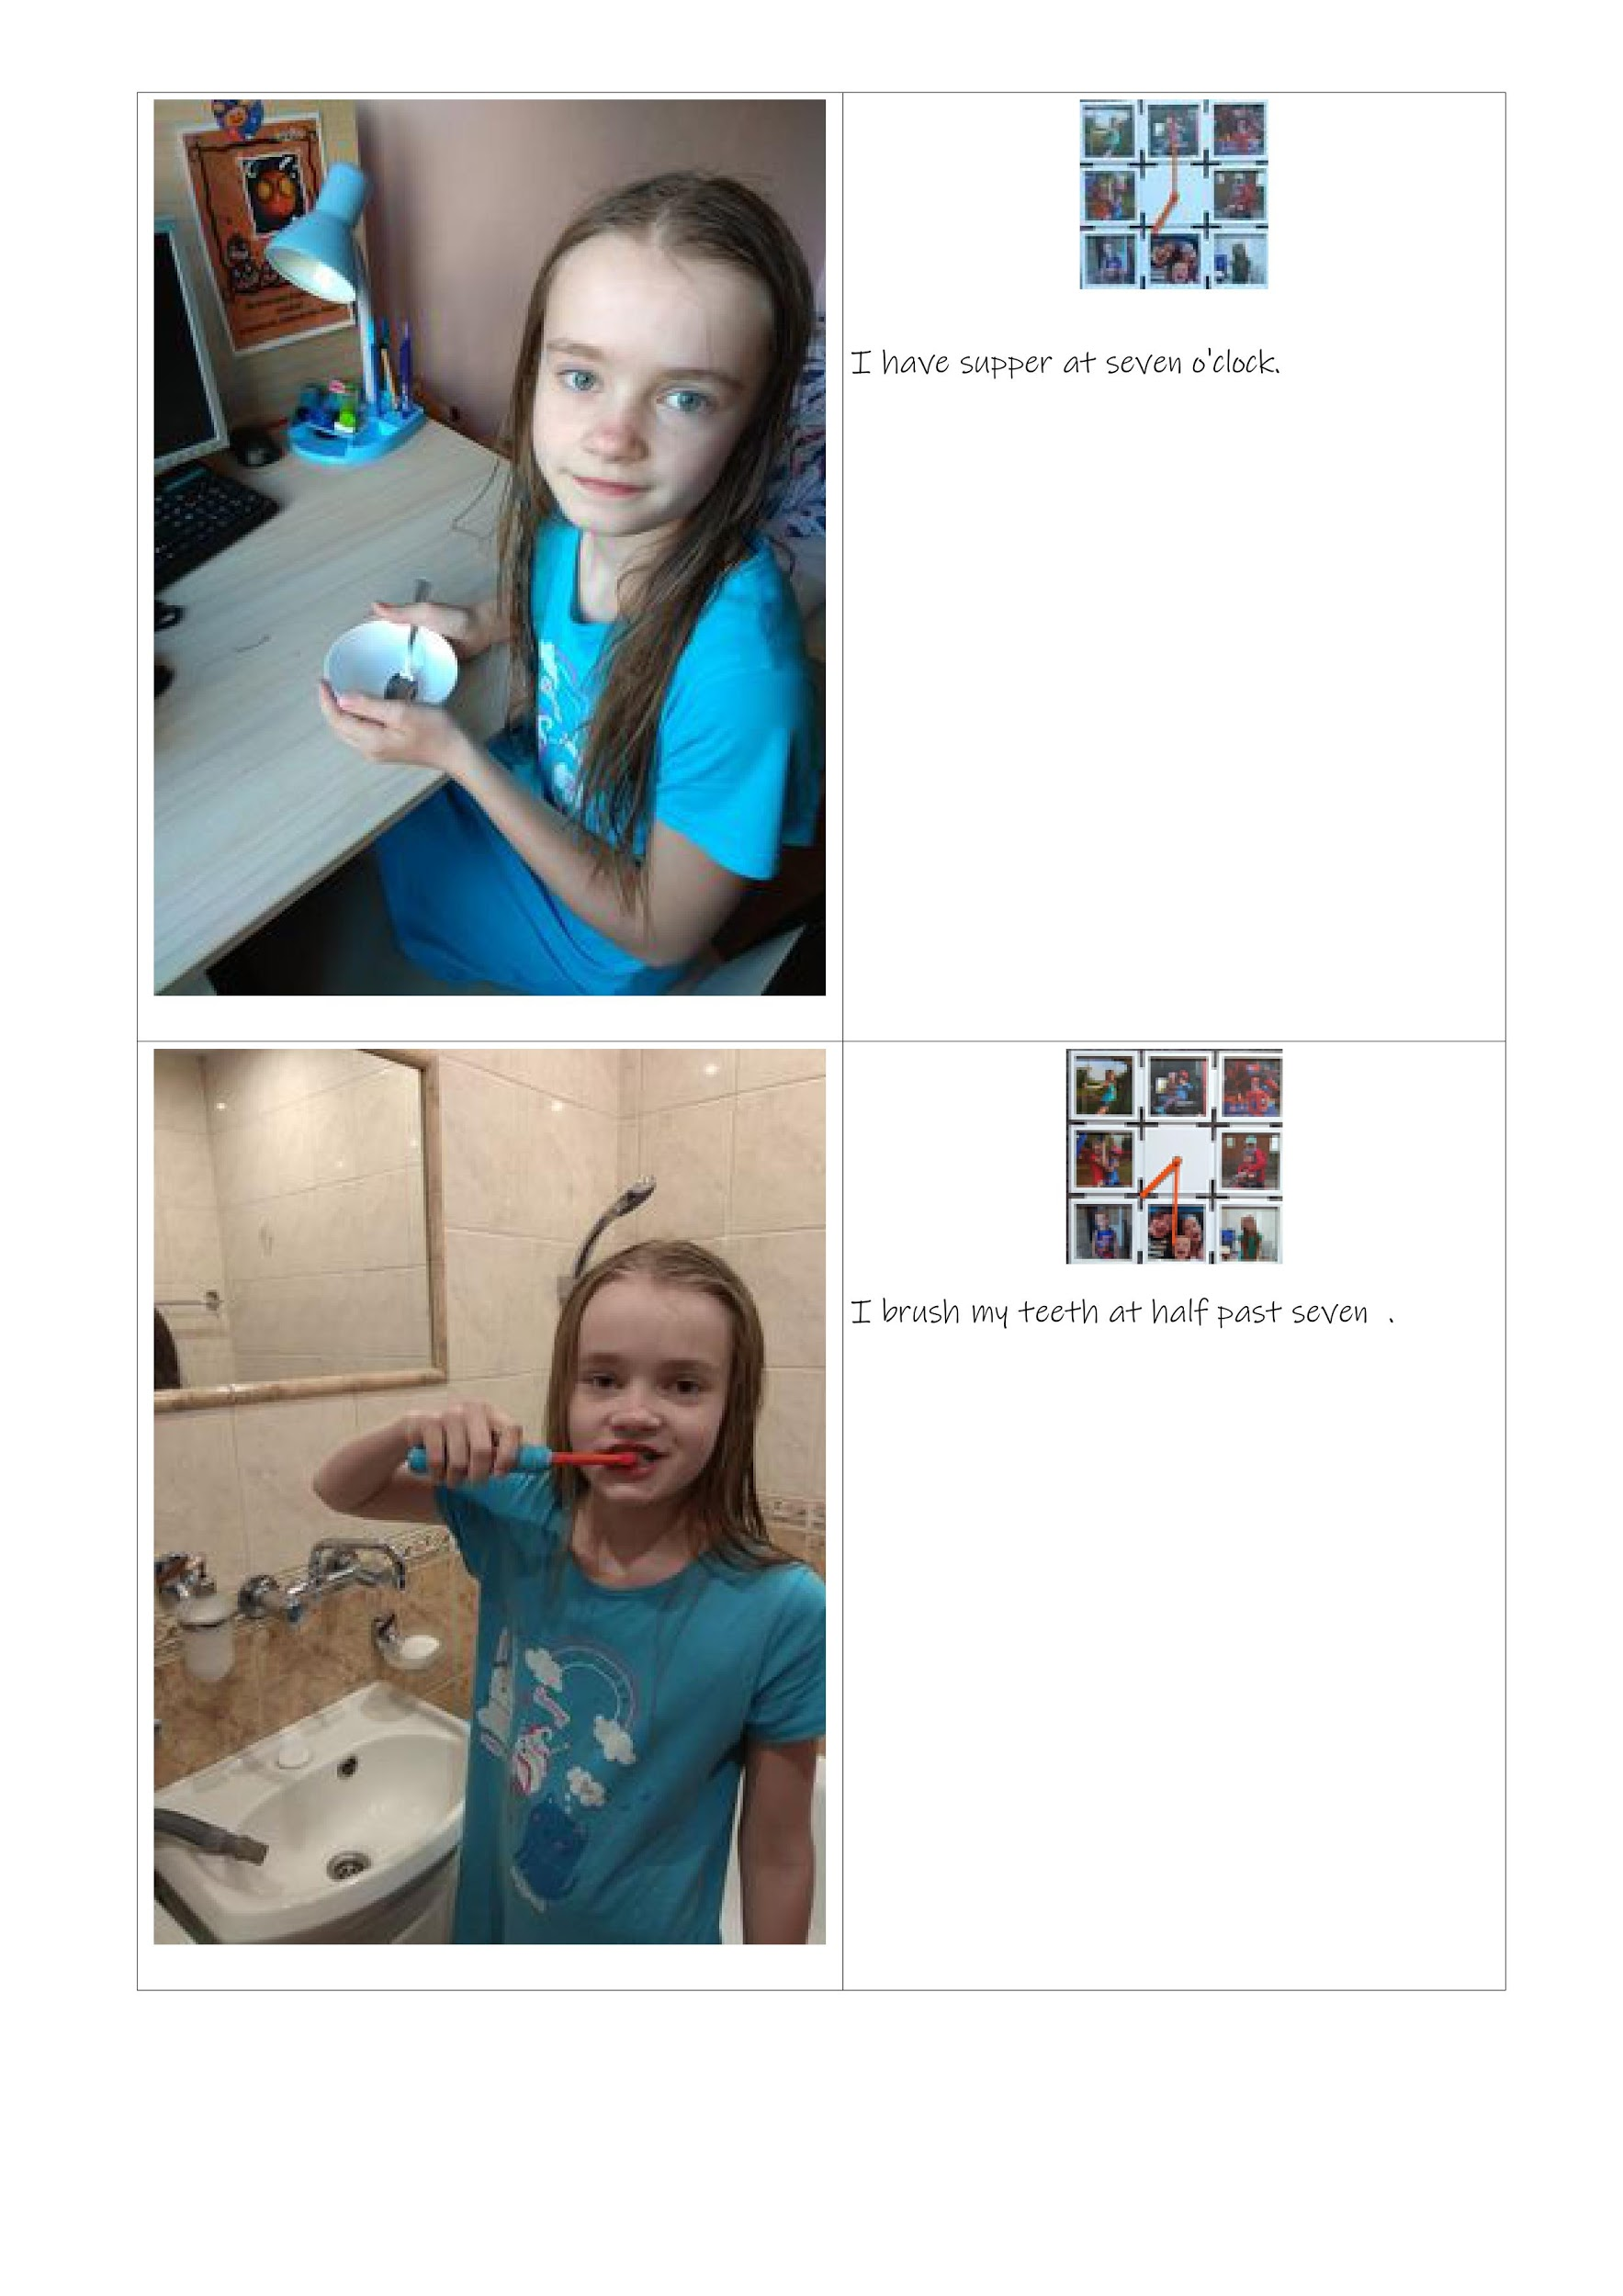 I have supper at seven o'clock.
I brush my teeth at half past seven .